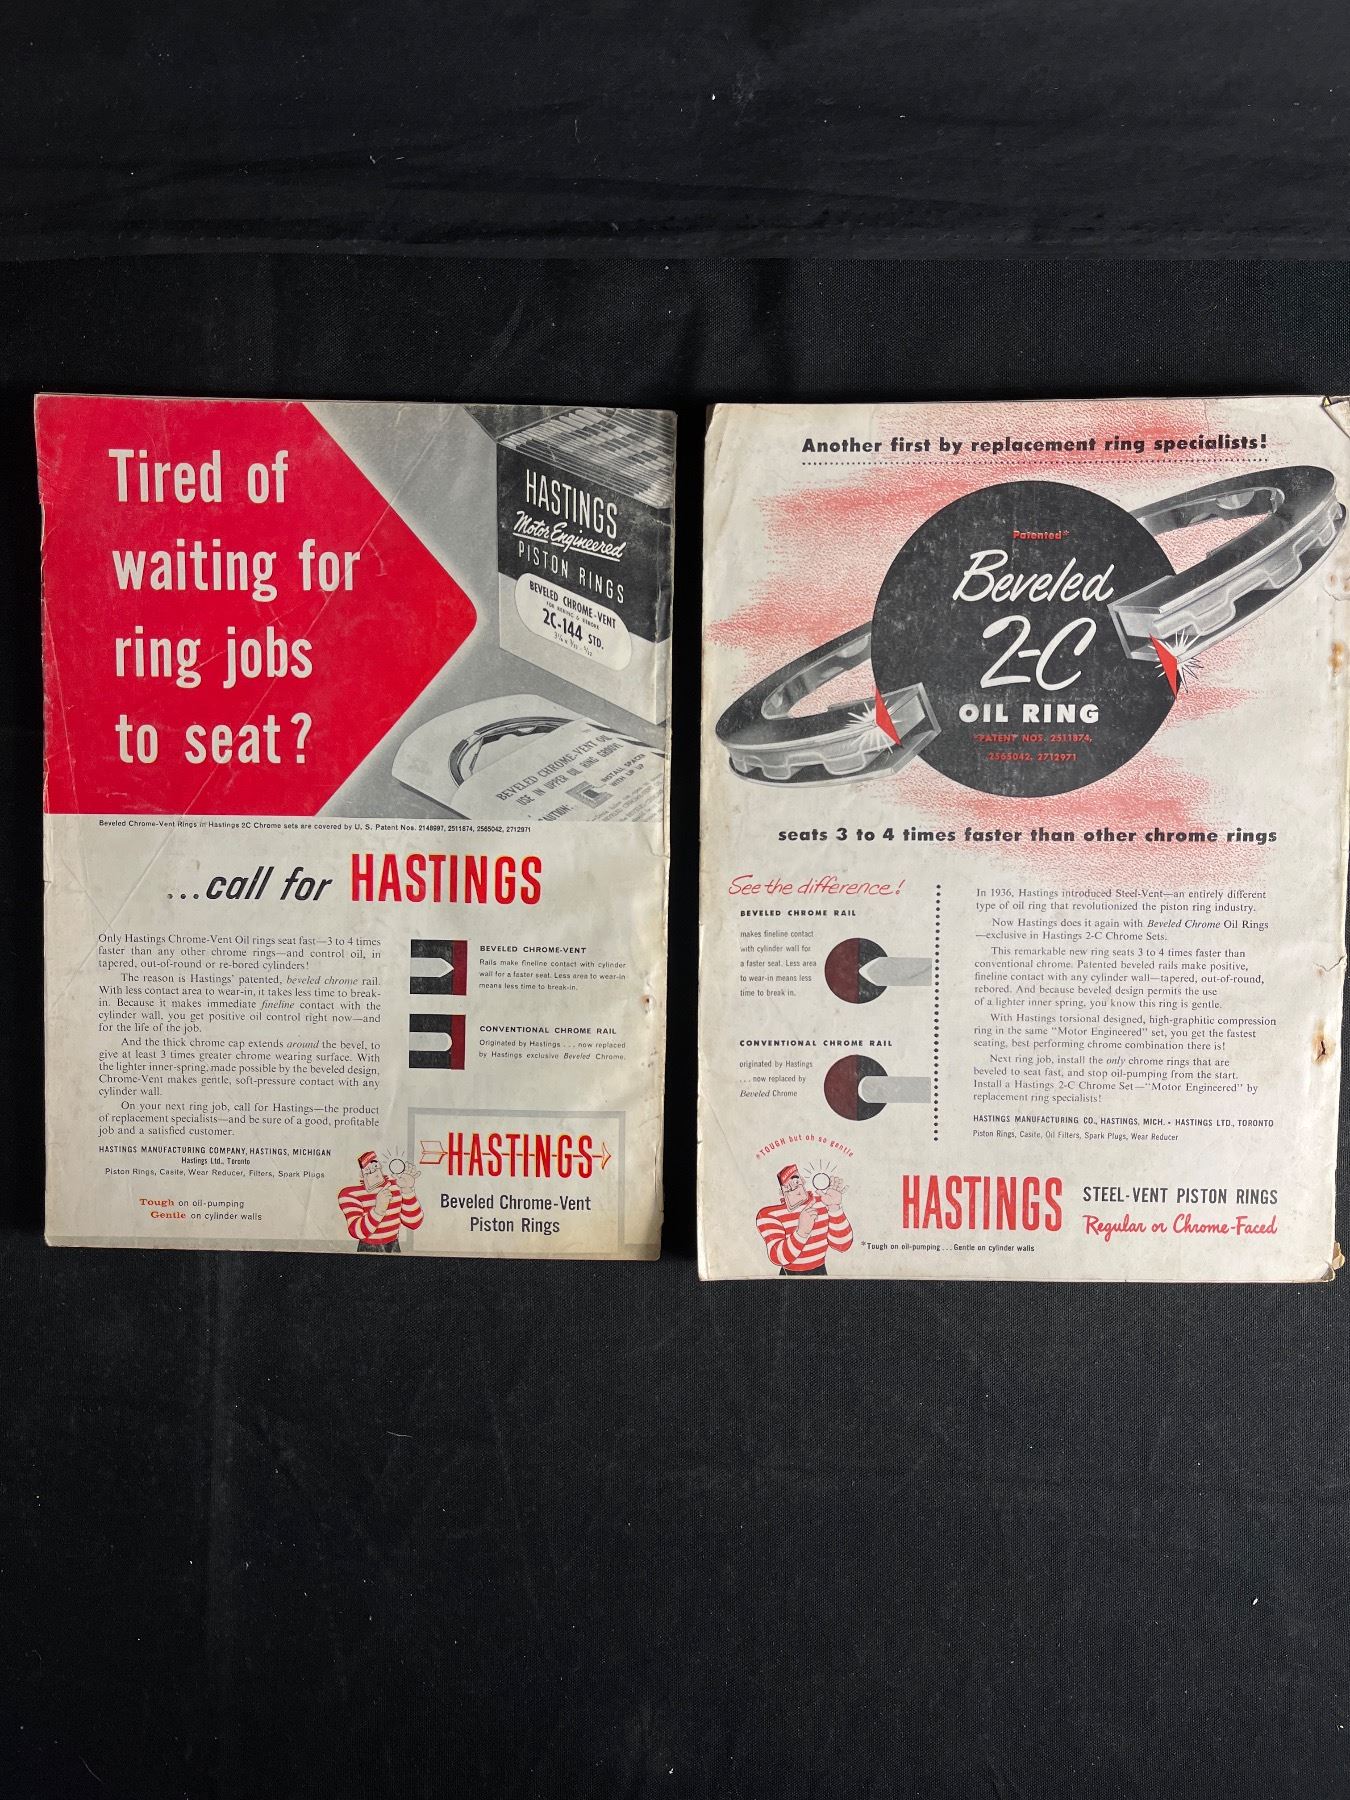 Tired of
waiting for
ring jobs
to seat?
HASTINGS
Motor Engineered
PISTON RINGS
BEVELED CHROME-VENT
2C-144 STD.
BEVELED CHROME-VENT OIL
USE IN UPPER OIL RING GROOVE
INSTALL SPACER
WITH LIP UP
Beveled Chrome-Vent Rings in Hastings 2C Chrome sets are covered by U. S. Patent Nos. 2148997, 2511874, 2565042, 2712971
...call for HASTINGS
Only Hastings Chrome-Vent Oil rings seat fast—3 to 4 times
faster than any other chrome rings—and control oil, in
tapered, out-of-round or re-bored cylinders!
The reason is Hastings' patented, beveled chrome rail.
With less contact area to wear-in, it takes less time to break-
in. Because it makes immediate fineline contact with the
cylinder wall, you get positive oil control right now—and
for the life of the job.
And the thick chrome cap extends around the bevel, to
give at least 3 times greater chrome wearing surface. With
the lighter inner-spring, made possible by the beveled design,
Chrome-Vent makes gentle, soft-pressure contact with any
cylinder wall.
On your next ring job, call for Hastings—the product
of replacement specialists—and be sure of a good, profitable
job and a satisfied customer.
HASTINGS MANUFACTURING COMPANY, HASTINGS, MICHIGAN
Hastings Ltd., Toronto
Piston Rings, Casite, Wear Reducer, Filters, Spark Plugs
Tough on oil-pumping
Gentle on cylinder walls
BEVELED CHROME-VENT
Rails make fineline contact with cylinder
wall for a faster seat. Less area to wear-in
means less time to break-in.
CONVENTIONAL CHROME RAIL
Originated by Hastings . . . now replaced
by Hastings exclusive Beveled Chrome.
HASTINGS
Beveled Chrome-Vent
Piston Rings
Another first by replacement ring specialists!
Patented*
Beveled
2-C
OIL RING
*PATENT NOS. 2511874,
2565042, 2712971
seats 3 to 4 times faster than other chrome rings
See the difference!
BEVELED CHROME RAIL
makes fineline contact
with cylinder wall for
a faster seat. Less area
to wear-in means less
time to break in.
CONVENTIONAL CHROME RAIL
originated by Hastings
. . . now replaced by
Beveled Chrome
In 1936, Hastings introduced Steel-Vent—an entirely different
type of oil ring that revolutionized the piston ring industry.
Now Hastings does it again with Beveled Chrome Oil Rings
—exclusive in Hastings 2-C Chrome Sets.
This remarkable new ring seats 3 to 4 times faster than
conventional chrome. Patented beveled rails make positive,
fineline contact with any cylinder wall—tapered, out-of-round,
rebored. And because beveled design permits the use
of a lighter inner spring, you know this ring is gentle.
With Hastings torsional designed, high-graphitic compression
ring in the same "Motor Engineered" set, you get the fastest
seating, best performing chrome combination there is!
Next ring job, install the only chrome rings that are
beveled to seat fast, and stop oil-pumping from the start.
Install a Hastings 2-C Chrome Set—"Motor Engineered" by
replacement ring specialists!
HASTINGS MANUFACTURING CO., HASTINGS, MICH. • HASTINGS LTD., TORONTO
Piston Rings, Casite, Oil Filters, Spark Plugs, Wear Reducer
*TOUGH but oh so gentle
HASTINGS STEEL-VENT PISTON RINGS
Regular or Chrome-Faced
*Tough on oil-pumping . . . Gentle on cylinder walls